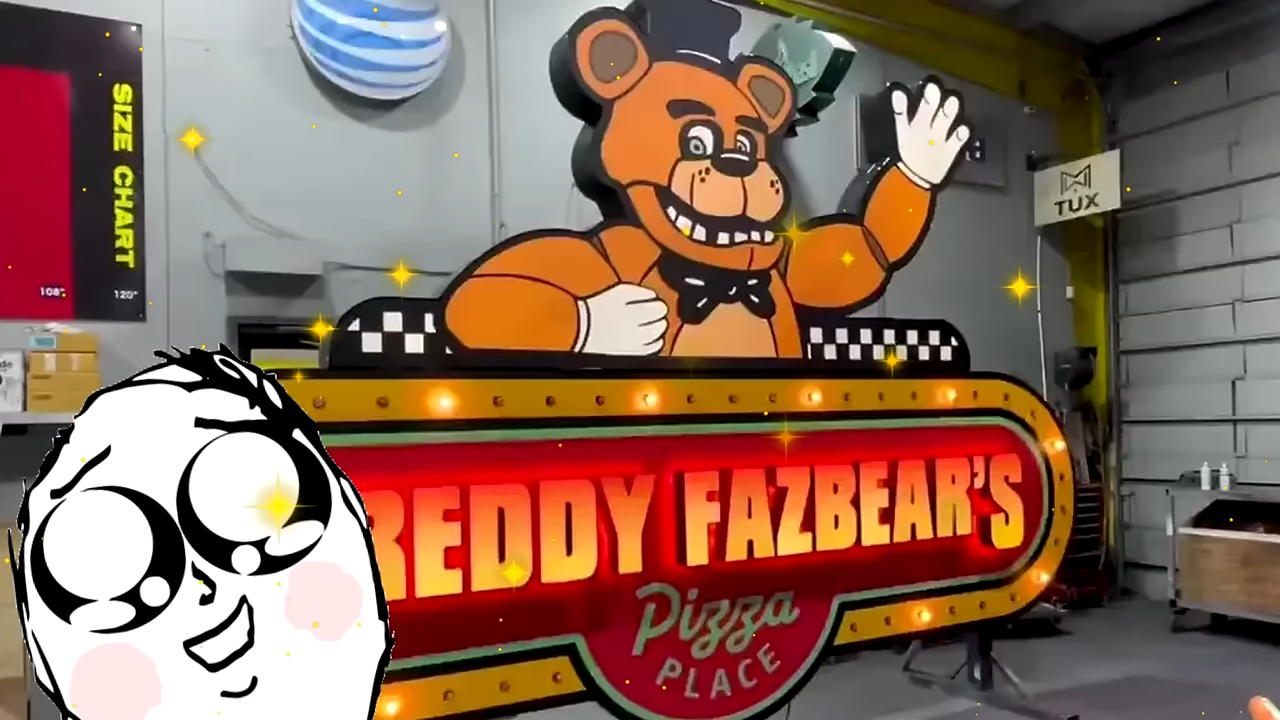 SIZE CHART
108"
120"
TUX
REDDY FAZBEAR'S
Pizza
PLACE